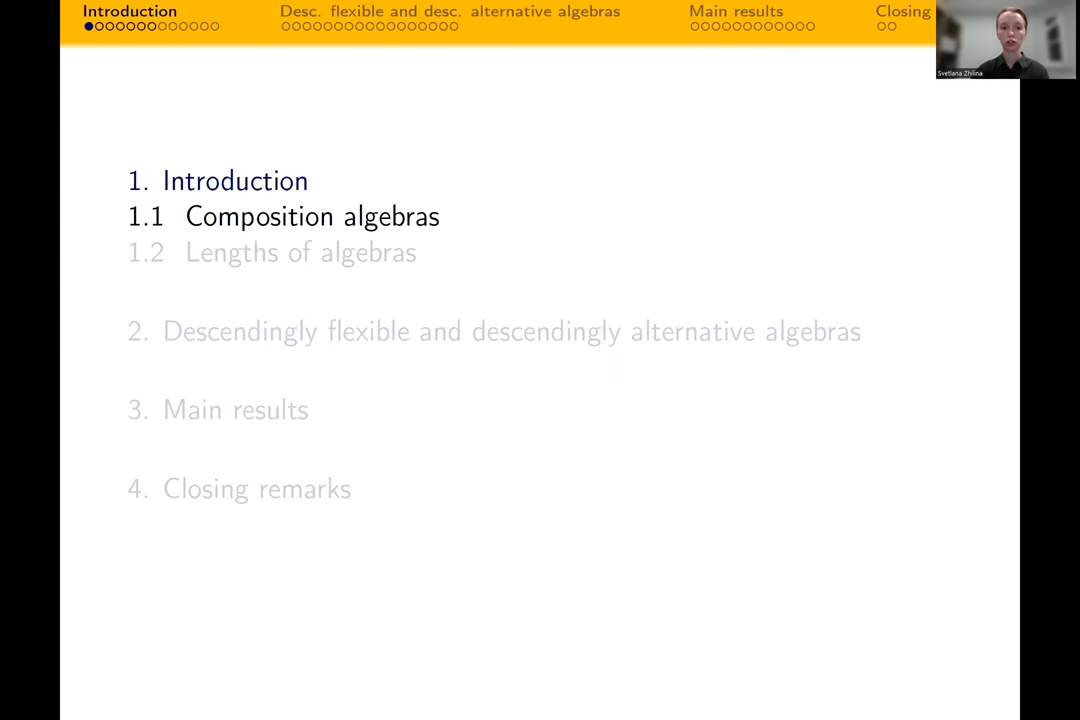 Introduction
Desc. flexible and desc. alternative algebras
Main results
Closing
Svetlana Zhilina
1. Introduction
1.1 Composition algebras
1.2 Lengths of algebras
2. Descendingly flexible and descendingly alternative algebras
3. Main results
4. Closing remarks